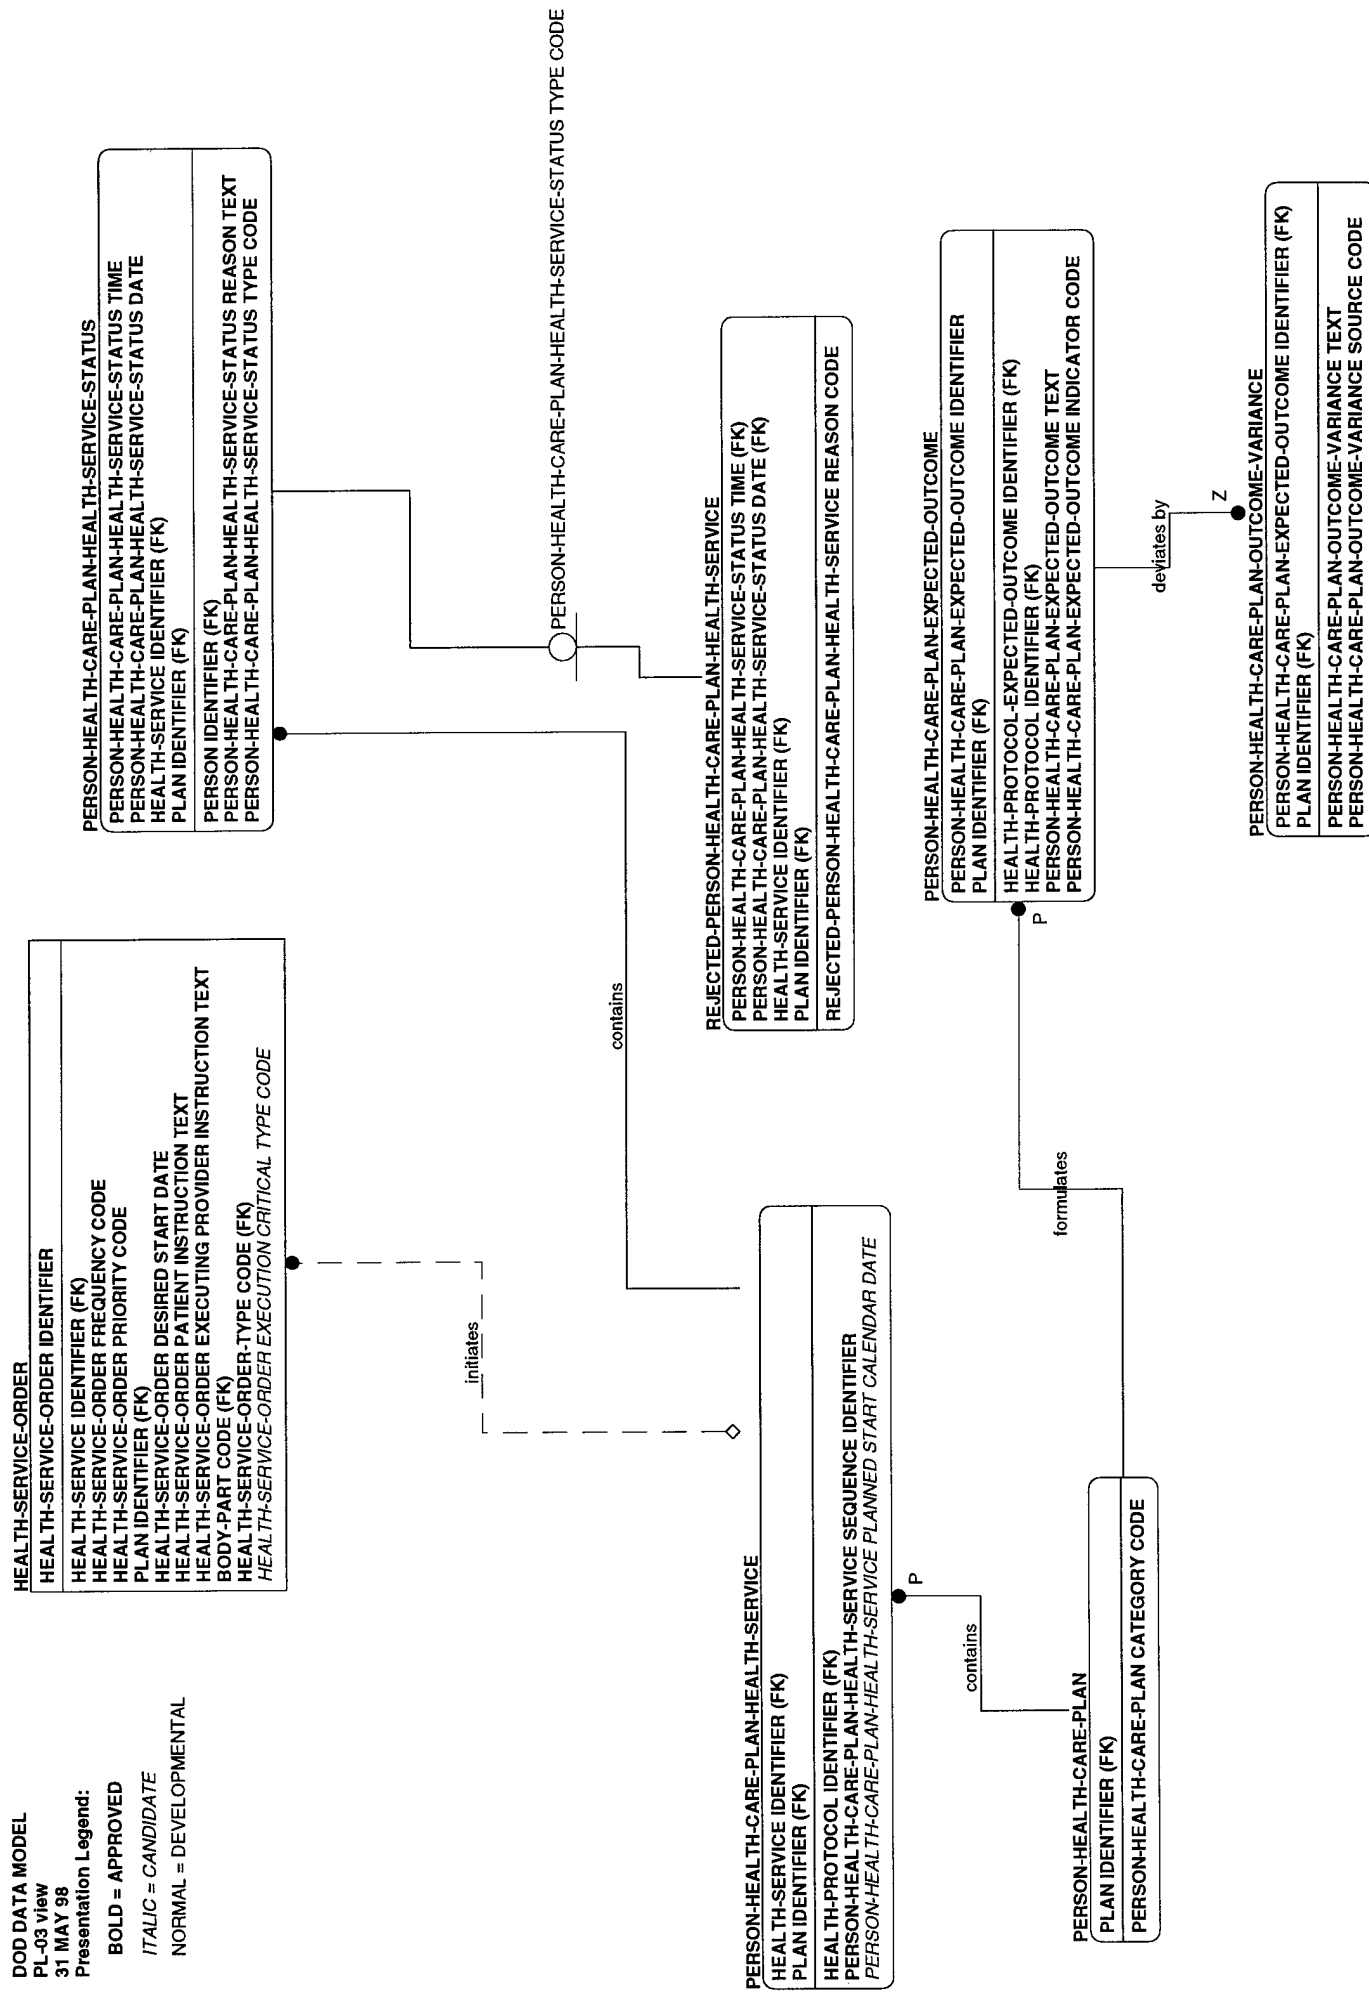 DOD DATA MODEL
PL-03 view
31 MAY 98
Presentation Legend:
BOLD = APPROVED
ITALIC = CANDIDATE
NORMAL = DEVELOPMENTAL
HEALTH-SERVICE-ORDER
HEALTH-SERVICE-ORDER IDENTIFIER
HEALTH-SERVICE IDENTIFIER (FK)
HEALTH-SERVICE-ORDER FREQUENCY CODE
HEALTH-SERVICE-ORDER PRIORITY CODE
PLAN IDENTIFIER (FK)
HEALTH-SERVICE-ORDER DESIRED START DATE
HEALTH-SERVICE-ORDER PATIENT INSTRUCTION TEXT
HEALTH-SERVICE-ORDER EXECUTING PROVIDER INSTRUCTION TEXT
BODY-PART CODE (FK)
HEALTH-SERVICE-ORDER-TYPE CODE (FK)
HEALTH-SERVICE-ORDER EXECUTION CRITICAL TYPE CODE
PERSON-HEALTH-CARE-PLAN-HEALTH-SERVICE-STATUS
PERSON-HEALTH-CARE-PLAN-HEALTH-SERVICE-STATUS TIME
PERSON-HEALTH-CARE-PLAN-HEALTH-SERVICE-STATUS DATE
HEALTH-SERVICE IDENTIFIER (FK)
PLAN IDENTIFIER (FK)
PERSON IDENTIFIER (FK)
PERSON-HEALTH-CARE-PLAN-HEALTH-SERVICE-STATUS REASON TEXT
PERSON-HEALTH-CARE-PLAN-HEALTH-SERVICE-STATUS TYPE CODE
initiates
contains
PERSON-HEALTH-CARE-PLAN-HEALTH-SERVICE-STATUS TYPE CODE
PERSON-HEALTH-CARE-PLAN-HEALTH-SERVICE
HEALTH-SERVICE IDENTIFIER (FK)
PLAN IDENTIFIER (FK)
HEALTH-PROTOCOL IDENTIFIER (FK)
PERSON-HEALTH-CARE-PLAN-HEALTH-SERVICE SEQUENCE IDENTIFIER
PERSON-HEALTH-CARE-PLAN-HEALTH-SERVICE PLANNED START CALENDAR DATE
REJECTED-PERSON-HEALTH-CARE-PLAN-HEALTH-SERVICE
PERSON-HEALTH-CARE-PLAN-HEALTH-SERVICE-STATUS TIME (FK)
PERSON-HEALTH-CARE-PLAN-HEALTH-SERVICE-STATUS DATE (FK)
HEALTH-SERVICE IDENTIFIER (FK)
PLAN IDENTIFIER (FK)
REJECTED-PERSON-HEALTH-CARE-PLAN-HEALTH-SERVICE REASON CODE
P
contains
PERSON-HEALTH-CARE-PLAN
PLAN IDENTIFIER (FK)
PERSON-HEALTH-CARE-PLAN CATEGORY CODE
formulates
P
PERSON-HEALTH-CARE-PLAN-EXPECTED-OUTCOME
PERSON-HEALTH-CARE-PLAN-EXPECTED-OUTCOME IDENTIFIER
PLAN IDENTIFIER (FK)
HEALTH-PROTOCOL-EXPECTED-OUTCOME IDENTIFIER (FK)
HEALTH-PROTOCOL IDENTIFIER (FK)
PERSON-HEALTH-CARE-PLAN-EXPECTED-OUTCOME TEXT
PERSON-HEALTH-CARE-PLAN-EXPECTED-OUTCOME INDICATOR CODE
deviates by
Z
PERSON-HEALTH-CARE-PLAN-OUTCOME-VARIANCE
PERSON-HEALTH-CARE-PLAN-EXPECTED-OUTCOME IDENTIFIER (FK)
PLAN IDENTIFIER (FK)
PERSON-HEALTH-CARE-PLAN-OUTCOME-VARIANCE TEXT
PERSON-HEALTH-CARE-PLAN-OUTCOME-VARIANCE SOURCE CODE